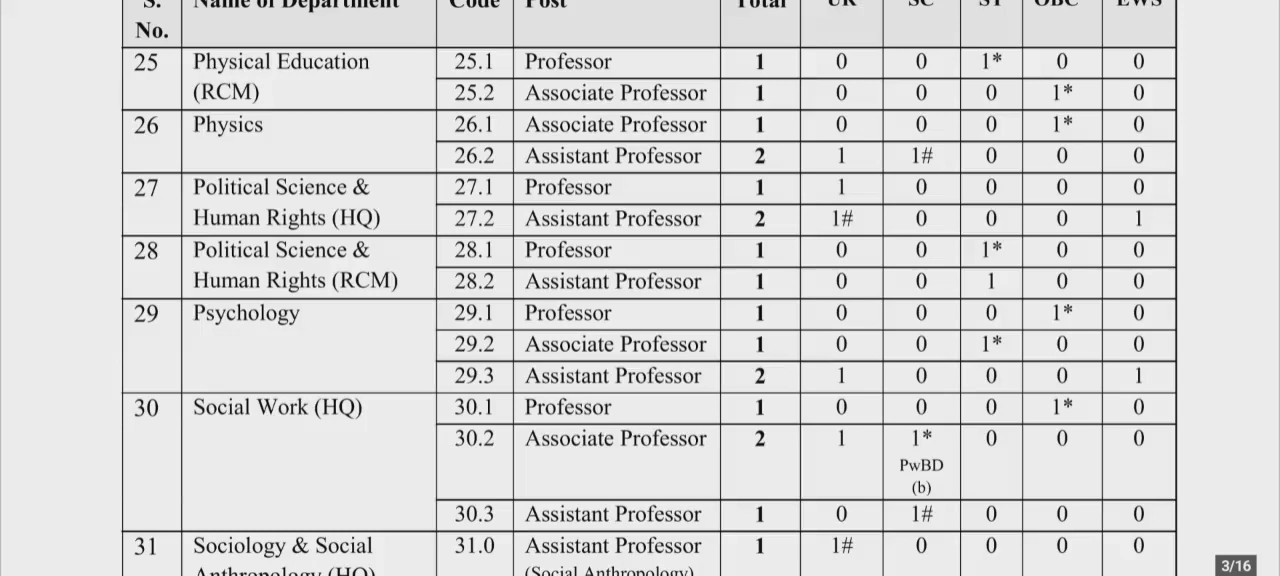 S. Name of Department Code Post Total UR SC ST OBC EWS
No.
25 Physical Education 25.1 Professor 1 0 0 1* 0 0
(RCM) 25.2 Associate Professor 1 0 0 0 1* 0
26 Physics 26.1 Associate Professor 1 0 0 0 1* 0
26.2 Assistant Professor 2 1 1# 0 0 0
27 Political Science & 27.1 Professor 1 1 0 0 0 0
Human Rights (HQ) 27.2 Assistant Professor 2 1# 0 0 0 1
28 Political Science & 28.1 Professor 1 0 0 1* 0 0
Human Rights (RCM) 28.2 Assistant Professor 1 0 0 1 0 0
29 Psychology 29.1 Professor 1 0 0 0 1* 0
29.2 Associate Professor 1 0 0 1* 0 0
29.3 Assistant Professor 2 1 0 0 0 1
30 Social Work (HQ) 30.1 Professor 1 0 0 0 1* 0
30.2 Associate Professor 2 1 1* 0 0 0
PwBD
(b)
30.3 Assistant Professor 1 0 1# 0 0 0
31 Sociology & Social 31.0 Assistant Professor 1 1# 0 0 0 0
Anthropology (HQ) (Social Anthropology)
3/16